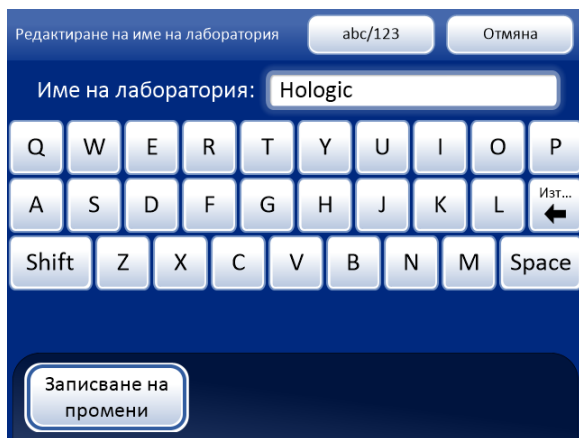 Редактиране на име на лаборатория abc/123 Отмяна
Име на лаборатория: Hologic
Q W E R T Y U I O P
A S D F G H J K L Изт...
Shift Z X C V B N M Space
Записване на
промени